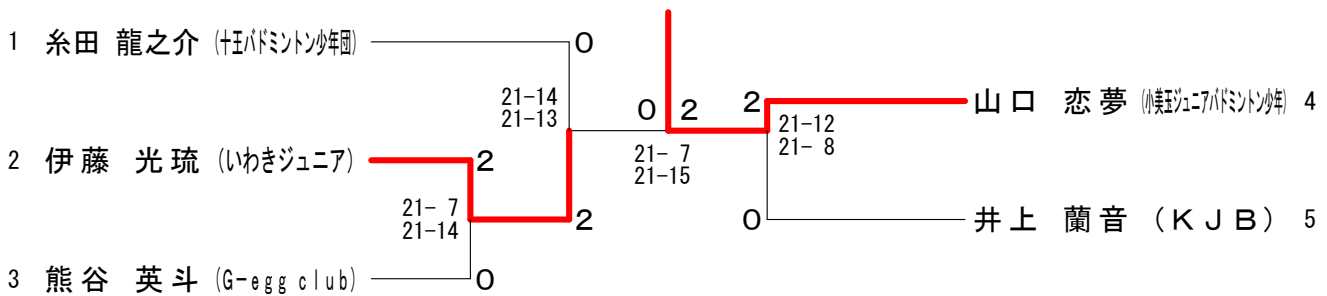 1 糸田 龍之介 (十王バドミントン少年団) 0
21-14
21-13
0 2
2 山口 恋夢 (小美玉ジュニアバドミントン少年) 4
21-12
21- 8
21- 7
21-15
2 伊藤 光琉 (いわきジュニア) 2
21- 7
21-14
2
0 井上 蘭音 (KJB) 5
3 熊谷 英斗 (G-egg club) 0